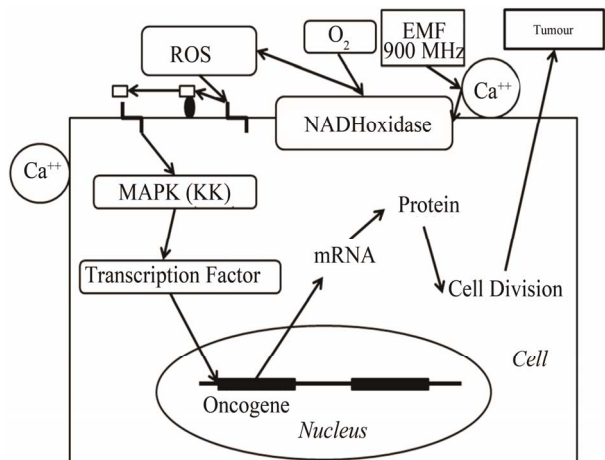 ROS
O₂
EMF
900 MHz
Tumour
Ca⁺⁺
NADHoxidase
Ca⁺⁺
MAPK (KK)
Protein
mRNA
Transcription Factor
Cell Division
Cell
Oncogene
Nucleus